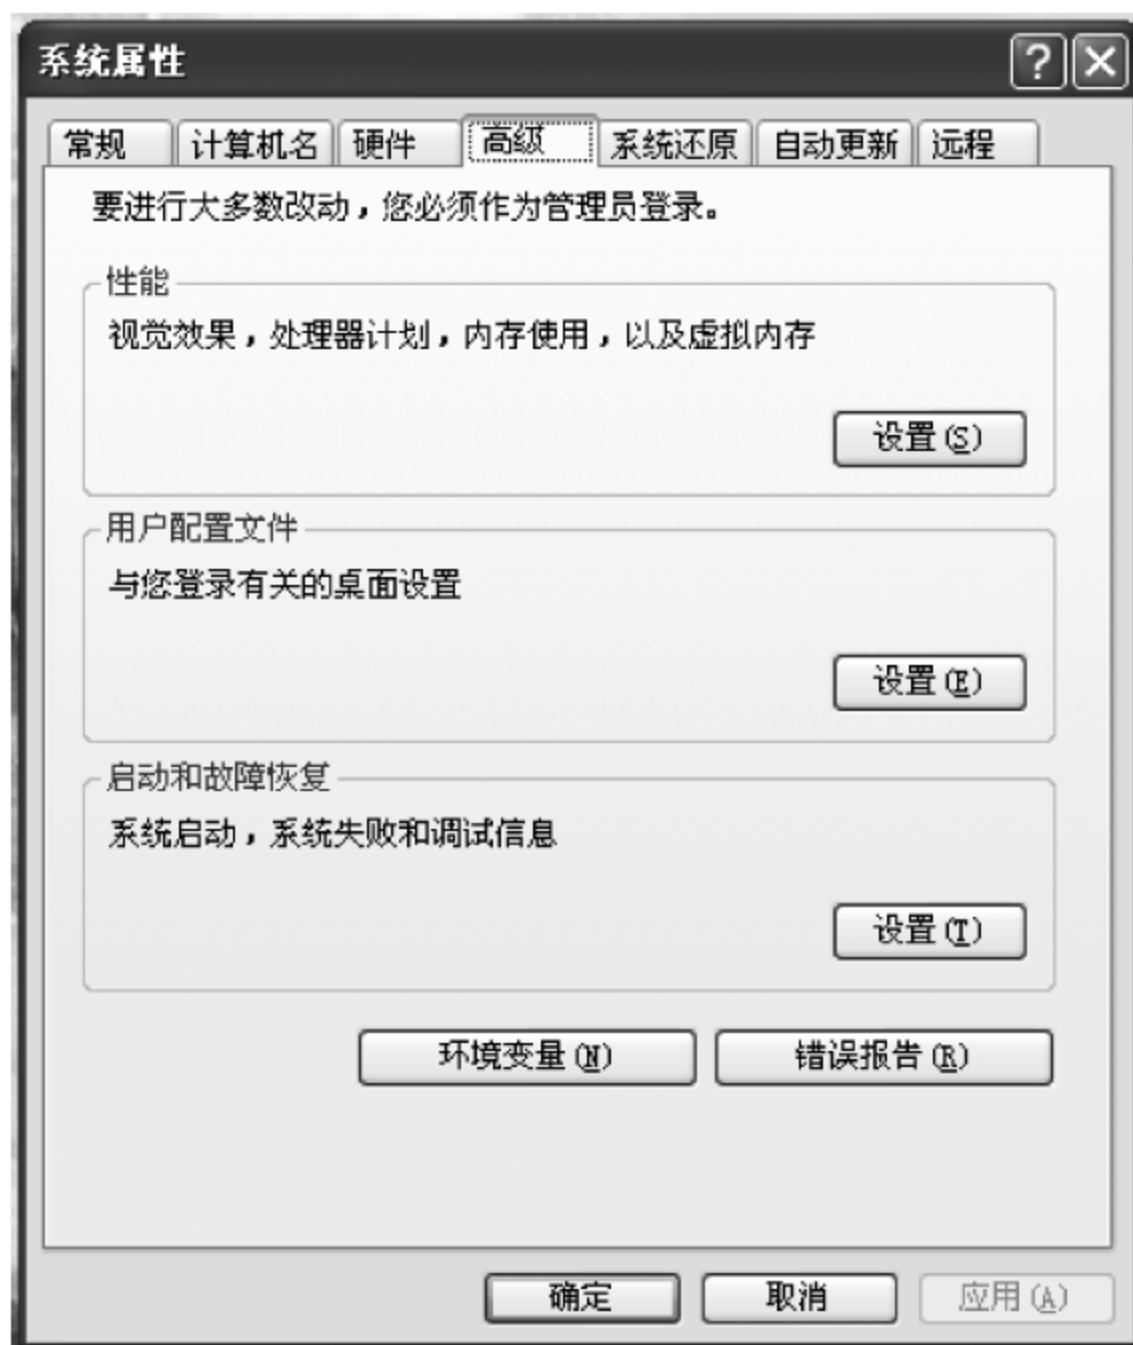 系统属性
常规 计算机名 硬件 高级 系统还原 自动更新 远程
要进行大多数改动，您必须作为管理员登录。
性能
视觉效果，处理器计划，内存使用，以及虚拟内存
设置(S)
用户配置文件
与您登录有关的桌面设置
设置(E)
启动和故障恢复
系统启动，系统失败和调试信息
设置(T)
环境变量(N) 错误报告(R)
确定 取消 应用(A)